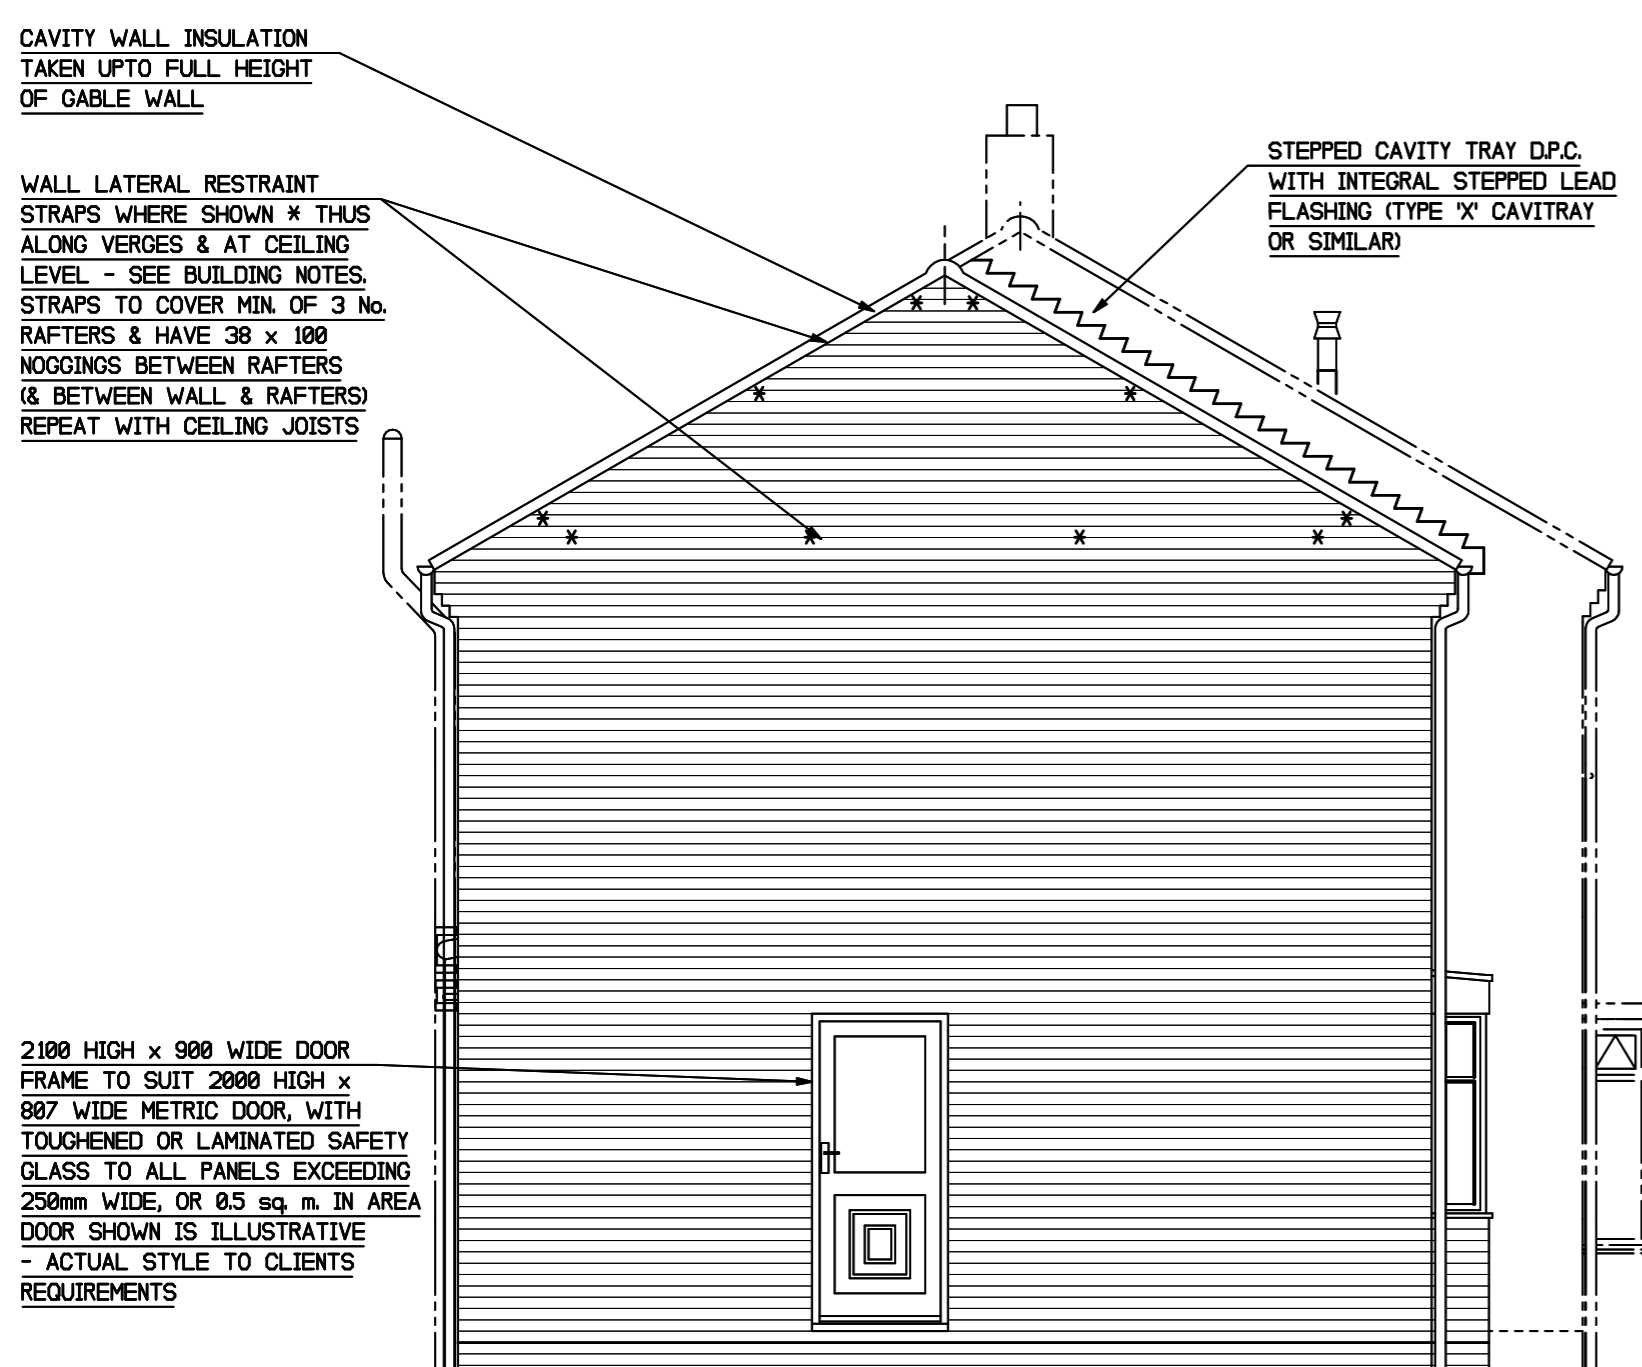 CAVITY WALL INSULATION
TAKEN UPTO FULL HEIGHT
OF GABLE WALL
WALL LATERAL RESTRAINT
STRAPS WHERE SHOWN * THUS
ALONG VERGES & AT CEILING
LEVEL - SEE BUILDING NOTES.
STRAPS TO COVER MIN. OF 3 No.
RAFTERS & HAVE 38 x 100
NOGGINGS BETWEEN RAFTERS
(& BETWEEN WALL & RAFTERS)
REPEAT WITH CEILING JOISTS
STEPPED CAVITY TRAY D.P.C.
WITH INTEGRAL STEPPED LEAD
FLASHING (TYPE 'X' CAVITRAY
OR SIMILAR)
2100 HIGH x 900 WIDE DOOR
FRAME TO SUIT 2000 HIGH x
807 WIDE METRIC DOOR, WITH
TOUGHENED OR LAMINATED SAFETY
GLASS TO ALL PANELS EXCEEDING
250mm WIDE, OR 0.5 sq. m. IN AREA
DOOR SHOWN IS ILLUSTRATIVE
- ACTUAL STYLE TO CLIENTS
REQUIREMENTS